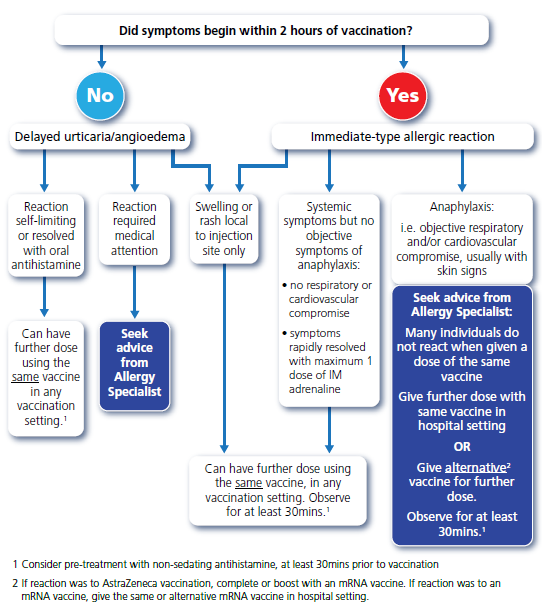 Did symptoms begin within 2 hours of vaccination?
No
Yes
Delayed urticaria/angioedema
Immediate-type allergic reaction
Reaction
self-limiting
or resolved
with oral
antihistamine
Reaction
required
medical
attention
Swelling or
rash local
to injection
site only
Systemic
symptoms but no
objective
symptoms of
anaphylaxis:
• no respiratory or
cardiovascular
compromise
• symptoms
rapidly resolved
with maximum 1
dose of IM
adrenaline
Anaphylaxis:
i.e. objective respiratory
and/or cardiovascular
compromise, usually with
skin signs
Can have
further dose
using the
same vaccine
in any
vaccination
setting.1
Seek
advice
from
Allergy
Specialist
Seek advice from
Allergy Specialist:
Many individuals do
not react when given a
dose of the same
vaccine
Give further dose with
same vaccine in
hospital setting
OR
Give alternative2
vaccine for further
dose.
Observe for at least
30mins.1
Can have further dose using
the same vaccine, in any
vaccination setting. Observe
for at least 30mins.1
1 Consider pre-treatment with non-sedating antihistamine, at least 30mins prior to vaccination
2 If reaction was to AstraZeneca vaccination, complete or boost with an mRNA vaccine. If reaction was to an
mRNA vaccine, give the same or alternative mRNA vaccine in hospital setting.